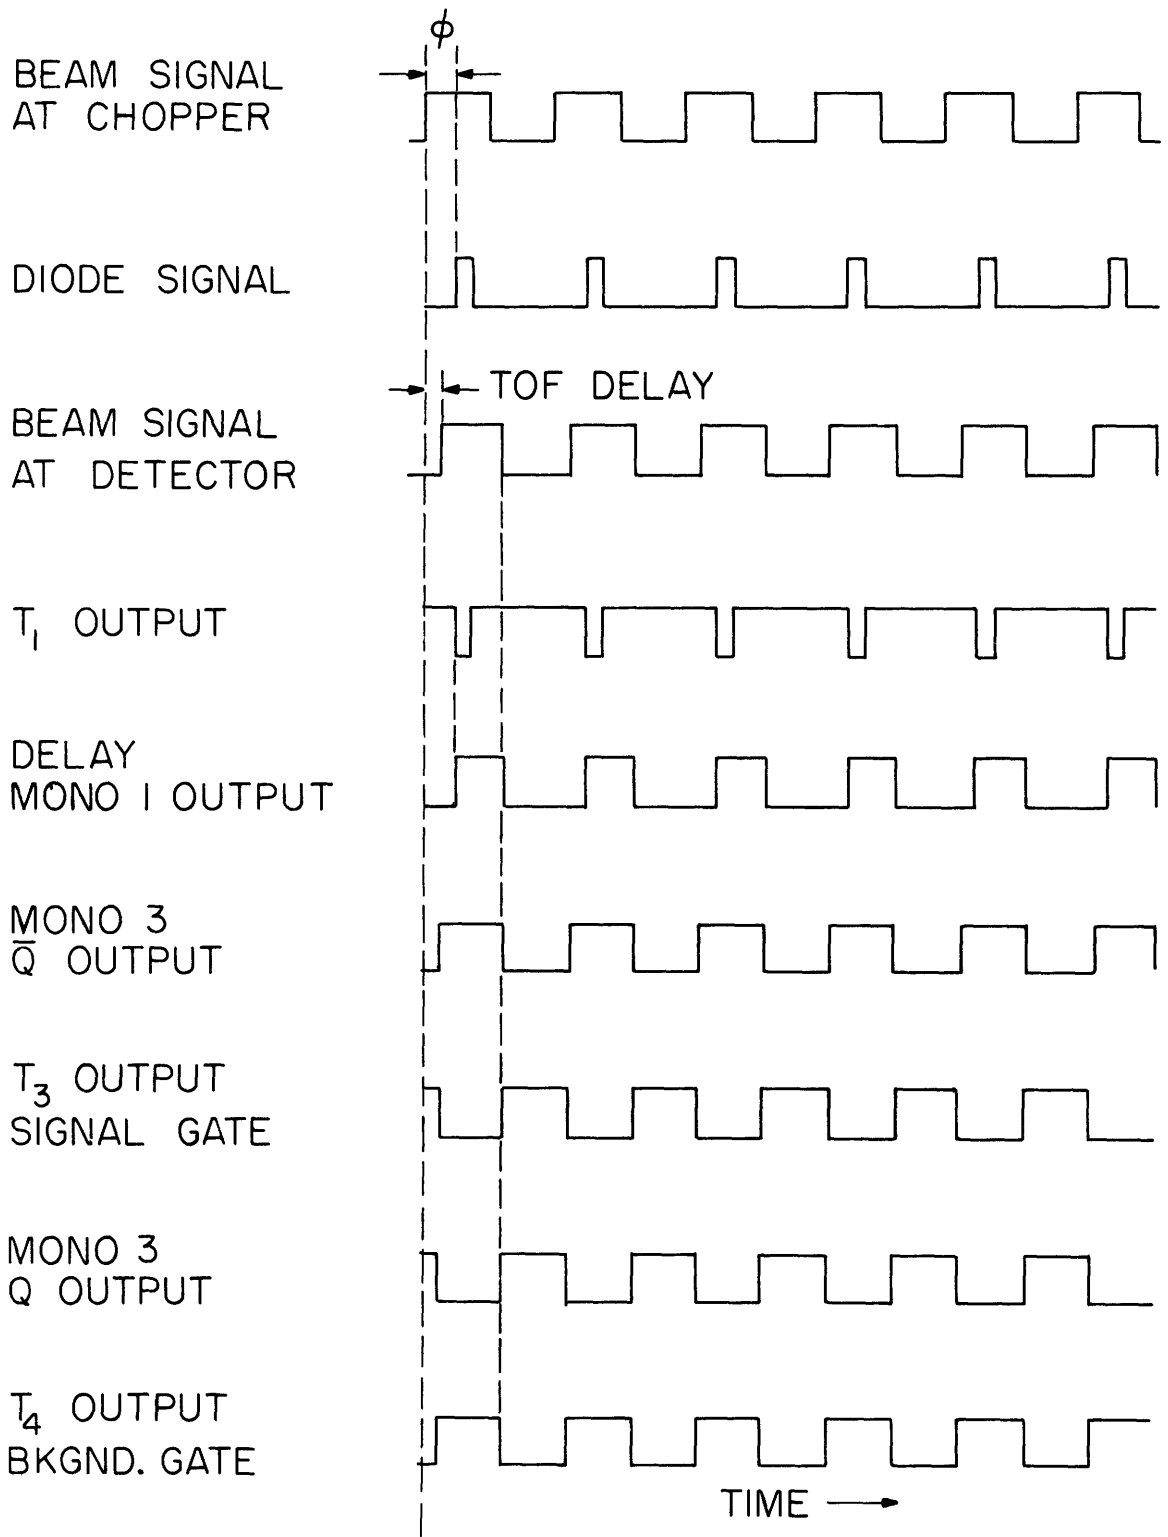 ϕ
BEAM SIGNAL
AT CHOPPER
DIODE SIGNAL
TOF DELAY
BEAM SIGNAL
AT DETECTOR
T₁ OUTPUT
DELAY
MONO 1 OUTPUT
MONO 3
Q̅ OUTPUT
T₃ OUTPUT
SIGNAL GATE
MONO 3
Q OUTPUT
T₄ OUTPUT
BKGND. GATE
TIME